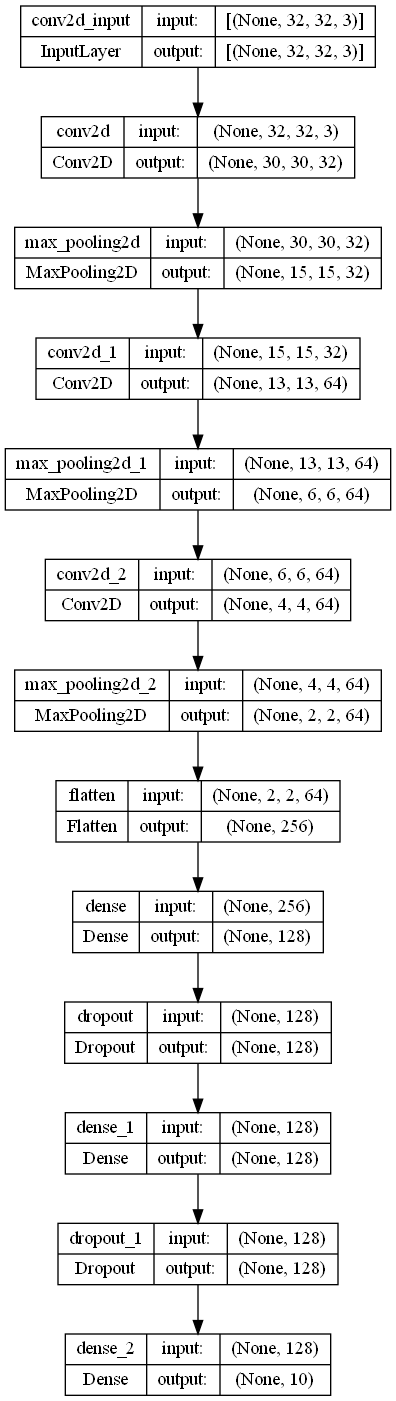 conv2d_input input: [(None, 32, 32, 3)]
InputLayer output: [(None, 32, 32, 3)]
conv2d input: (None, 32, 32, 3)
Conv2D output: (None, 30, 30, 32)
max_pooling2d input: (None, 30, 30, 32)
MaxPooling2D output: (None, 15, 15, 32)
conv2d_1 input: (None, 15, 15, 32)
Conv2D output: (None, 13, 13, 64)
max_pooling2d_1 input: (None, 13, 13, 64)
MaxPooling2D output: (None, 6, 6, 64)
conv2d_2 input: (None, 6, 6, 64)
Conv2D output: (None, 4, 4, 64)
max_pooling2d_2 input: (None, 4, 4, 64)
MaxPooling2D output: (None, 2, 2, 64)
flatten input: (None, 2, 2, 64)
Flatten output: (None, 256)
dense input: (None, 256)
Dense output: (None, 128)
dropout input: (None, 128)
Dropout output: (None, 128)
dense_1 input: (None, 128)
Dense output: (None, 128)
dropout_1 input: (None, 128)
Dropout output: (None, 128)
dense_2 input: (None, 128)
Dense output: (None, 10)